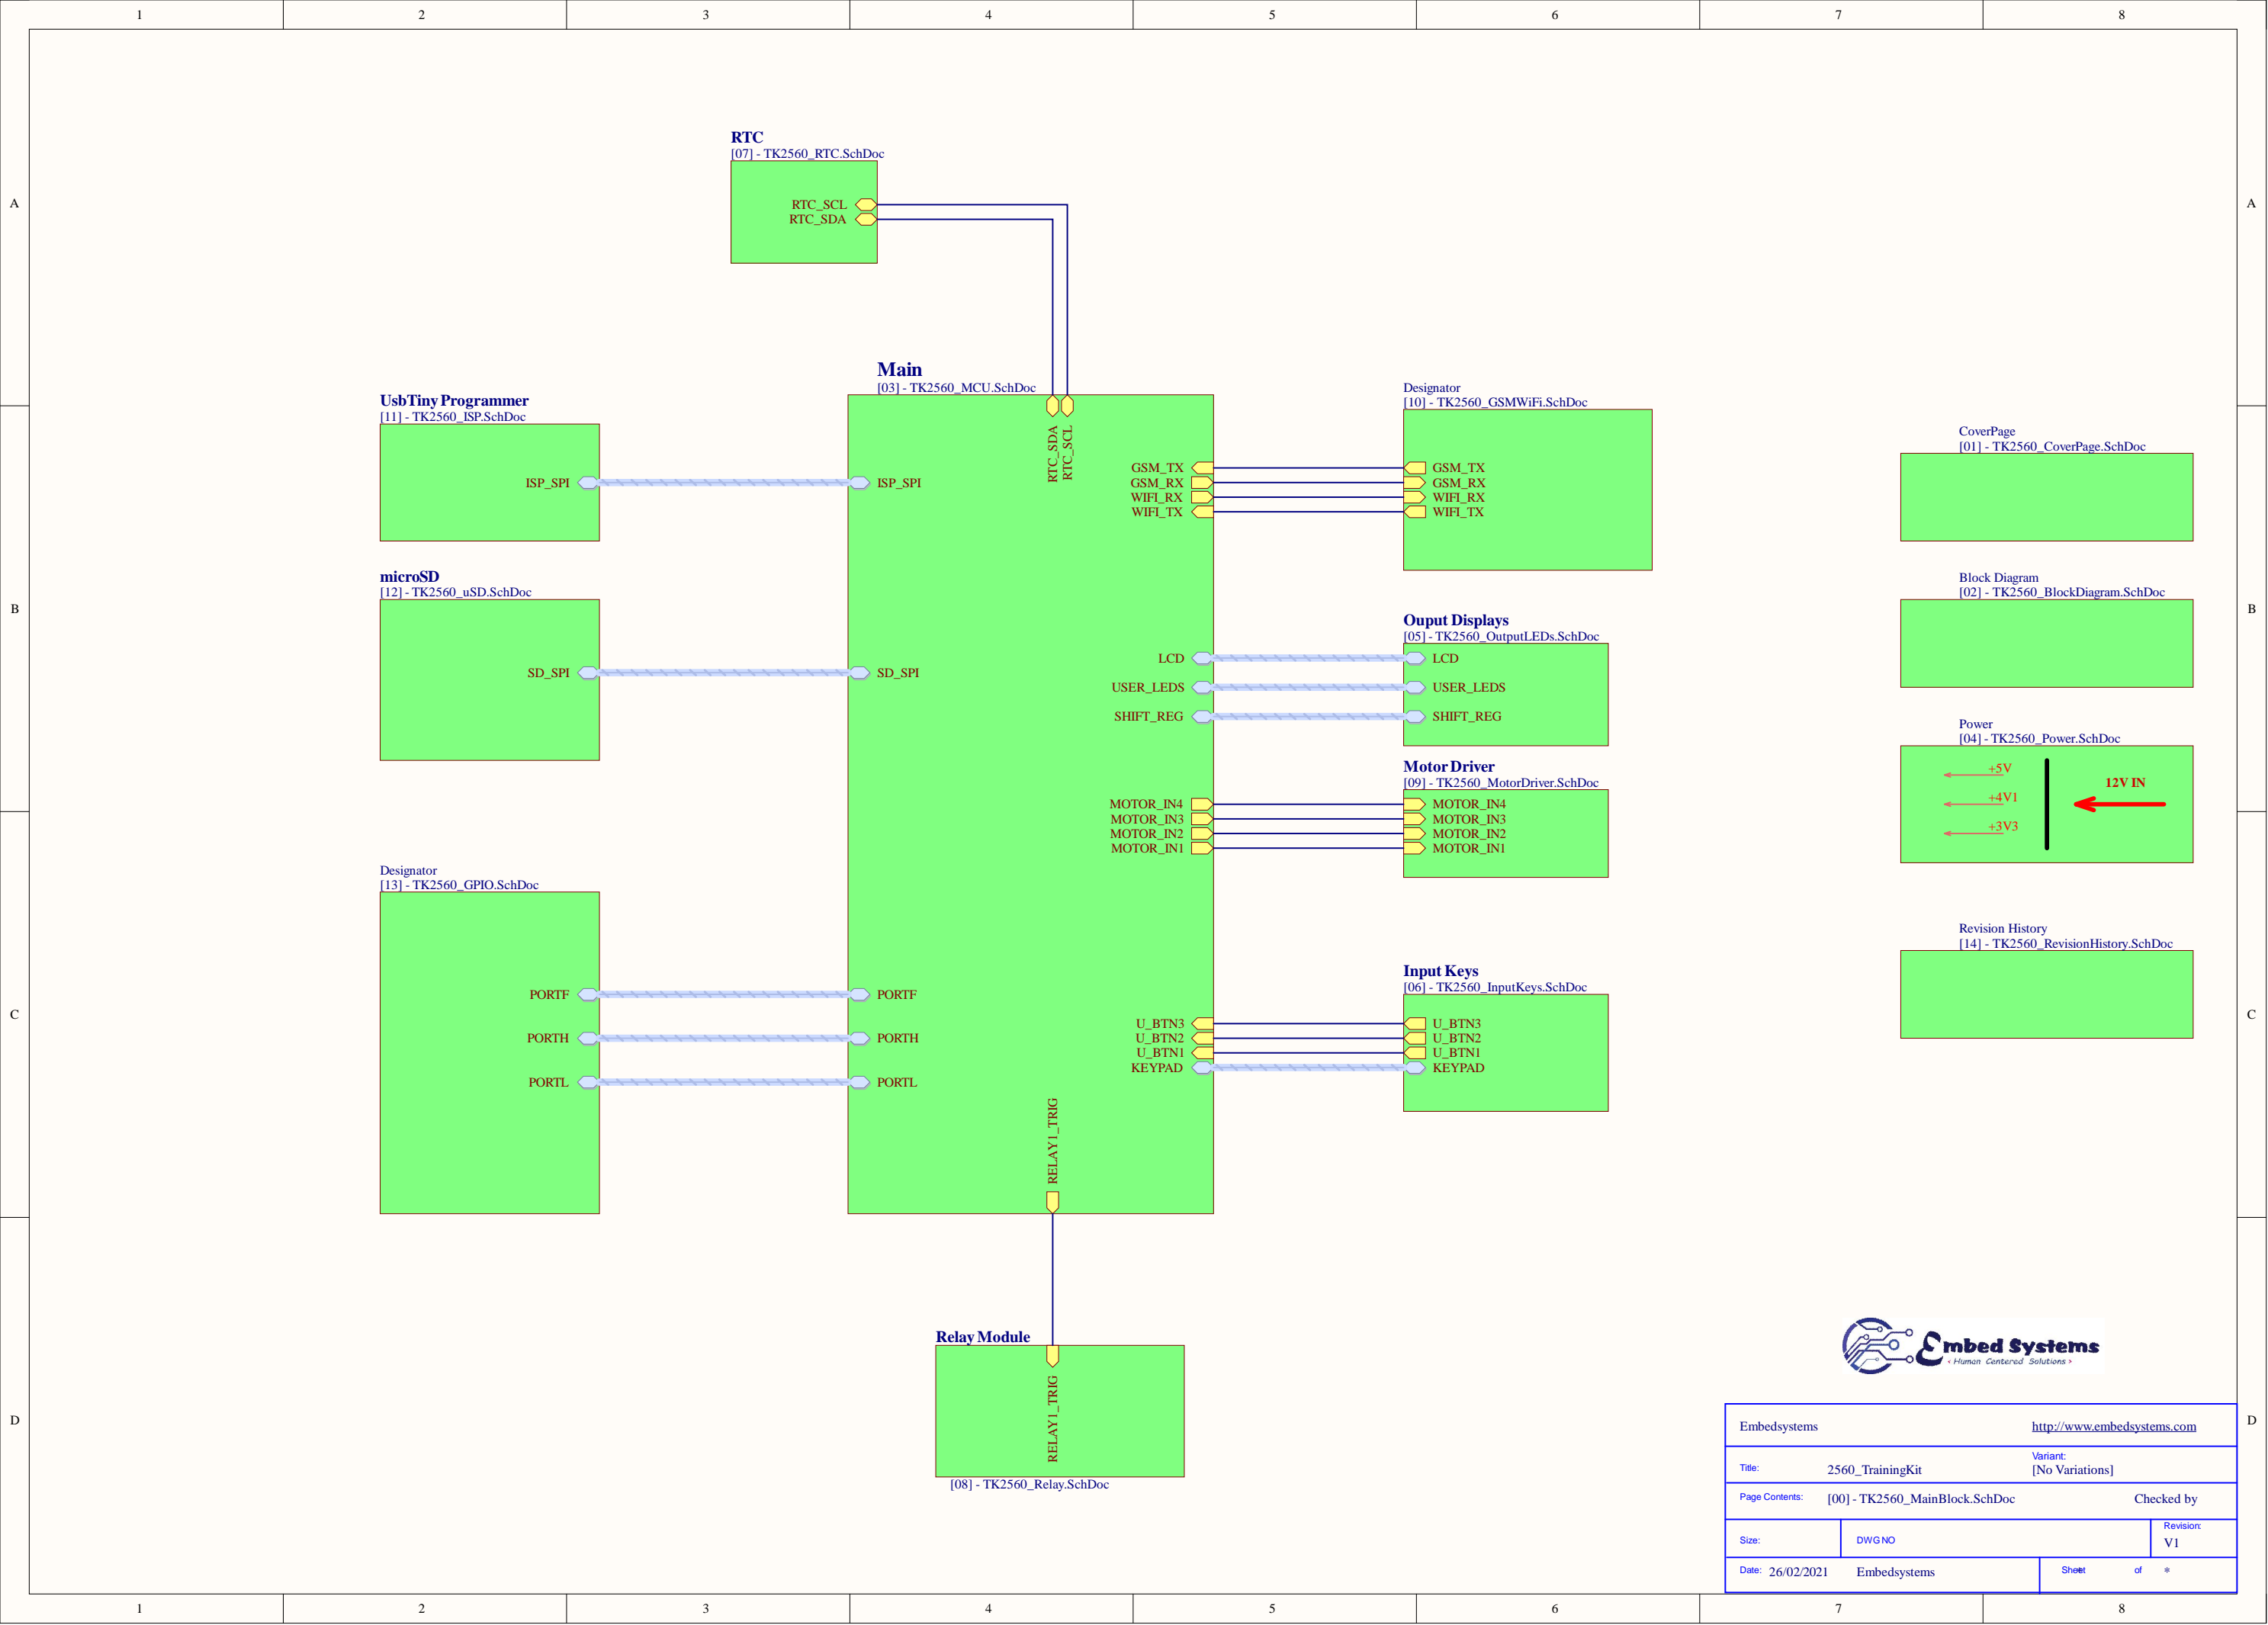 1 2 3 4 5 6 7 8
A A
RTC
[07] - TK2560_RTC.SchDoc
RTC_SCL
RTC_SDA
Main
[03] - TK2560_MCU.SchDoc
RTC_SDA
RTC_SCL
ISP_SPI
SD_SPI
PORTF
PORTH
PORTL
GSM_TX
GSM_RX
WIFI_RX
WIFI_TX
LCD
USER_LEDS
SHIFT_REG
MOTOR_IN4
MOTOR_IN3
MOTOR_IN2
MOTOR_IN1
U_BTN3
U_BTN2
U_BTN1
KEYPAD
RELAY1_TRIG
UsbTiny Programmer
[11] - TK2560_ISP.SchDoc
ISP_SPI
microSD
[12] - TK2560_uSD.SchDoc
SD_SPI
B B
Designator
[13] - TK2560_GPIO.SchDoc
PORTF
PORTH
PORTL
Designator
[10] - TK2560_GSMWiFi.SchDoc
GSM_TX
GSM_RX
WIFI_RX
WIFI_TX
Ouput Displays
[05] - TK2560_OutputLEDs.SchDoc
LCD
USER_LEDS
SHIFT_REG
Motor Driver
[09] - TK2560_MotorDriver.SchDoc
MOTOR_IN4
MOTOR_IN3
MOTOR_IN2
MOTOR_IN1
Input Keys
[06] - TK2560_InputKeys.SchDoc
U_BTN3
U_BTN2
U_BTN1
KEYPAD
C C
Relay Module
RELAY1_TRIG
[08] - TK2560_Relay.SchDoc
CoverPage
[01] - TK2560_CoverPage.SchDoc
Block Diagram
[02] - TK2560_BlockDiagram.SchDoc
Power
[04] - TK2560_Power.SchDoc
+5V
+4V1
+3V3
12V IN
Revision History
[14] - TK2560_RevisionHistory.SchDoc
Embed Systems
< Human Centered Solutions >
D D
Embedsystems http://www.embedsystems.com
Title: 2560_TrainingKit Variant: [No Variations]
Page Contents: [00] - TK2560_MainBlock.SchDoc Checked by
Size: DWG NO Revision: V1
Date: 26/02/2021 Embedsystems Sheet * of *
1 2 3 4 5 6 7 8